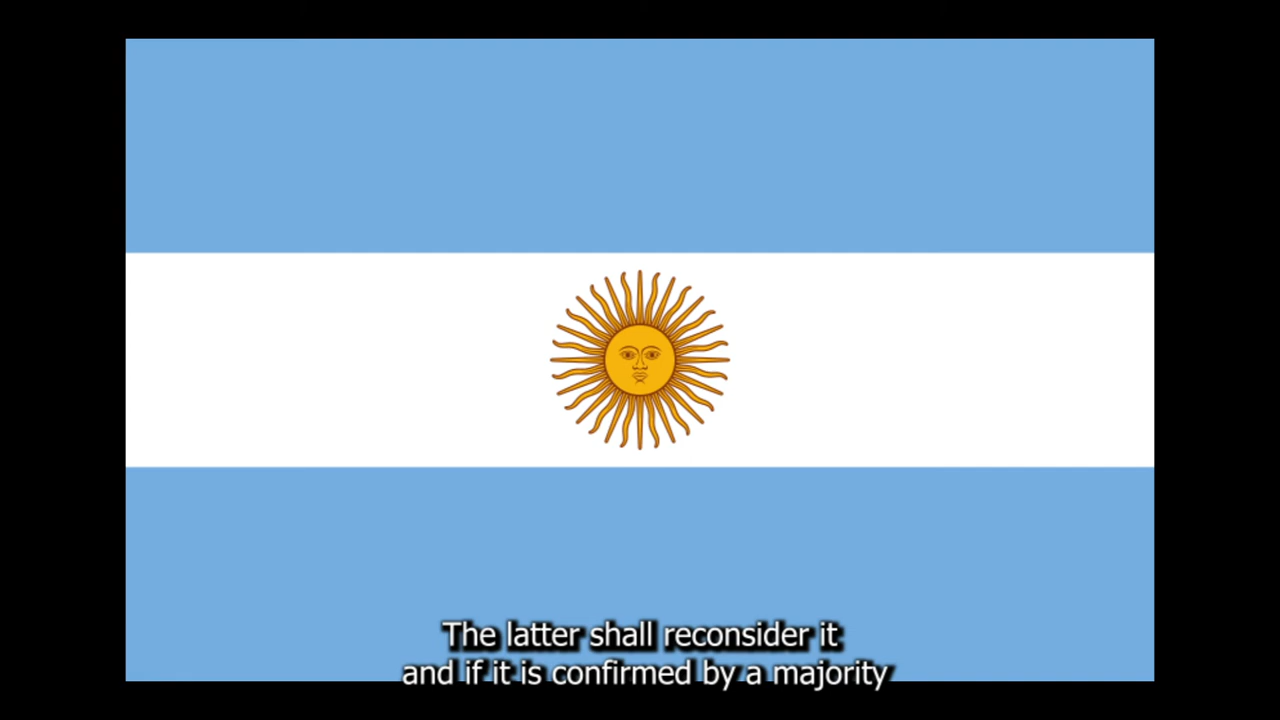 The latter shall reconsider it
and if it is confirmed by a majority